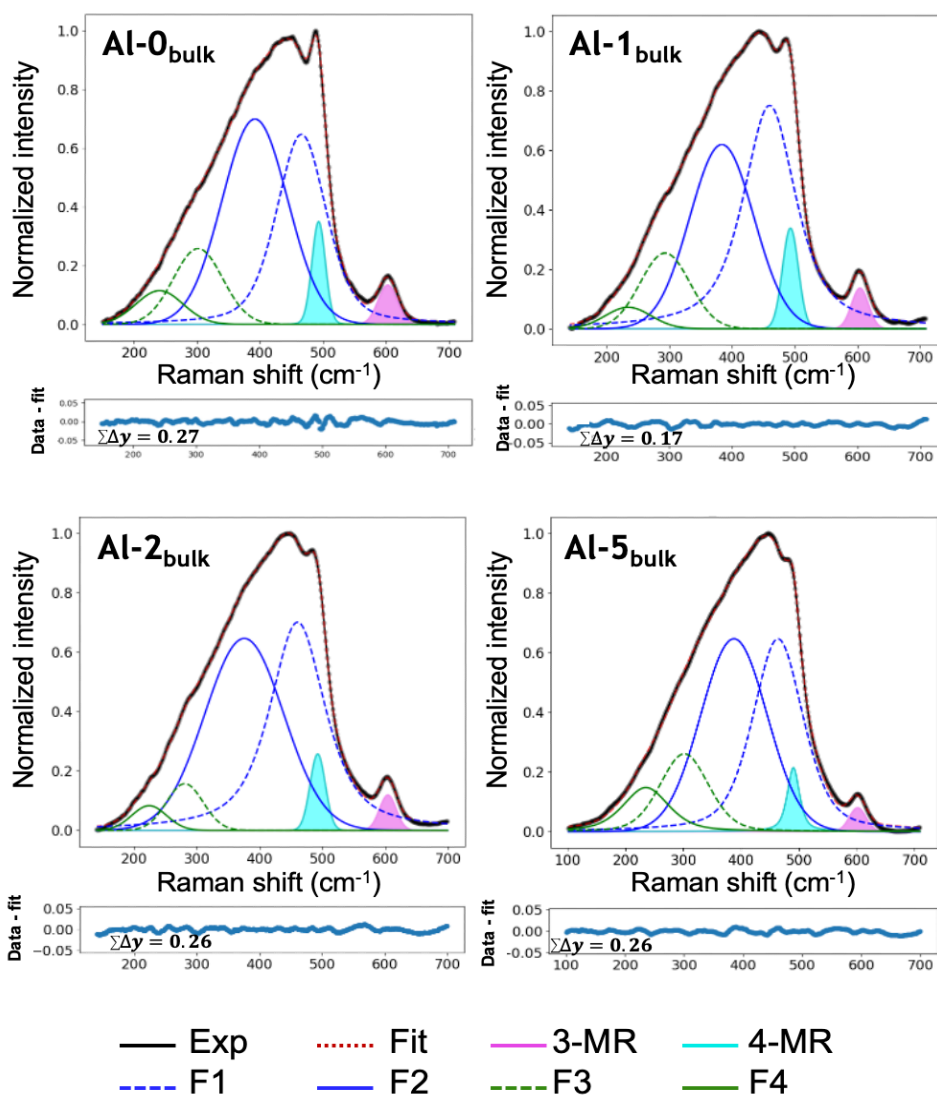 Al-0bulk
Normalized intensity
1.0
0.8
0.6
0.4
0.2
0.0
200 300 400 500 600 700
Raman shift (cm-1)
Data - fit
0.05
0.00
0.05
∑Δy = 0.27
200 300 400 500 600 700
Al-1bulk
Normalized intensity
1.0
0.8
0.6
0.4
0.2
0.0
200 300 400 500 600 700
Raman shift (cm-1)
Data - fit
0.05
0.00
0.05
∑Δy = 0.17
200 300 400 500 600 700
Al-2bulk
Normalized intensity
1.0
0.8
0.6
0.4
0.2
0.0
200 300 400 500 600 700
Raman shift (cm-1)
Data - fit
0.05
0.00
−0.05
∑Δy = 0.26
200 300 400 500 600 700
Al-5bulk
Normalized intensity
1.0
0.8
0.6
0.4
0.2
0.0
100 200 300 400 500 600 700
Raman shift (cm-1)
Data - fit
0.05
0.00
-0.05
∑Δy = 0.26
100 200 300 400 500 600 700
Exp Fit 3-MR 4-MR
F1 F2 F3 F4